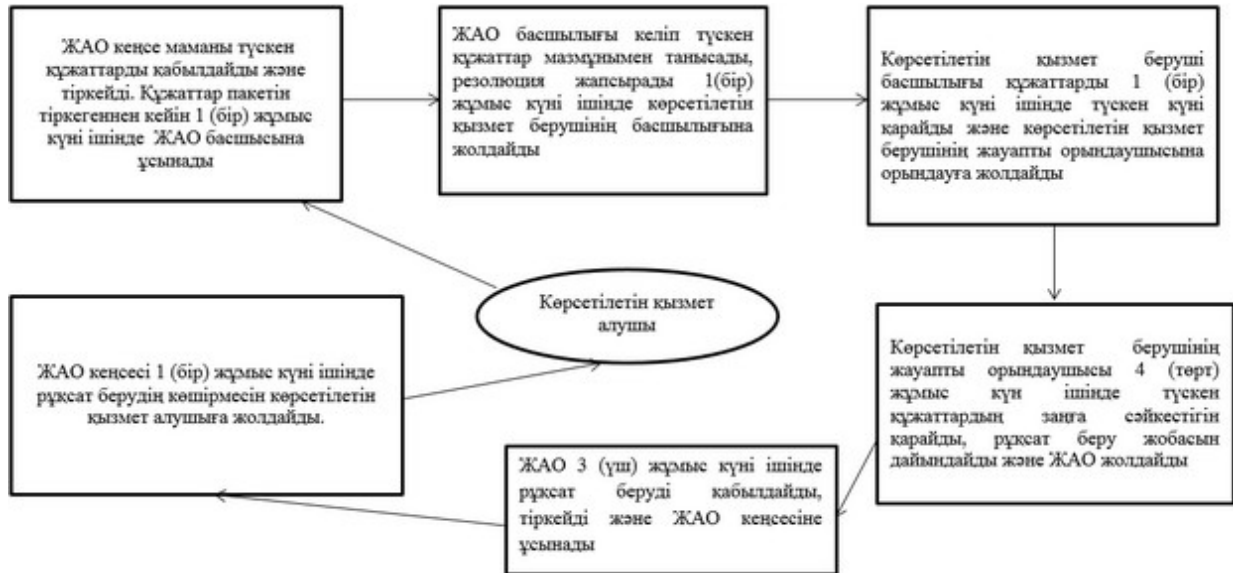 ЖАО кеңсе маманы түскен
құжаттарды қабылдайды және
тіркейді. Құжаттар пакетін
тіркегеннен кейін 1 (бір) жұмыс
күні ішінде ЖАО басшысына
ұсынады
ЖАО басшылығы келіп түскен
құжаттар мазмұнымен танысады,
резолюция жапсырады 1(бір)
жұмыс күні ішінде көрсетілетін
қызмет берушінің басшылығына
жолдайды
Көрсетілетін қызмет беруші
басшылығы құжаттарды 1 (бір)
жұмыс күні ішінде түскен күні
қарайды және көрсетілетін қызмет
берушінің жауапты орындаушысына
орындауға жолдайды
Көрсетілетін қызмет берушінің
жауапты орындаушысы 4 (төрт)
жұмыс күн ішінде түскен
құжаттардың заңға сәйкестігін
қарайды, рұқсат беру жобасын
дайындайды және ЖАО жолдайды
ЖАО 3 (үш) жұмыс күні ішінде
рұқсат беруді қабылдайды,
тіркейді және ЖАО кеңсесіне
ұсынады
ЖАО кеңсесі 1 (бір) жұмыс күні ішінде
рұқсат берудің көшірмесін көрсетілетін
қызмет алушыға жолдайды.
Көрсетілетін қызмет
алушы